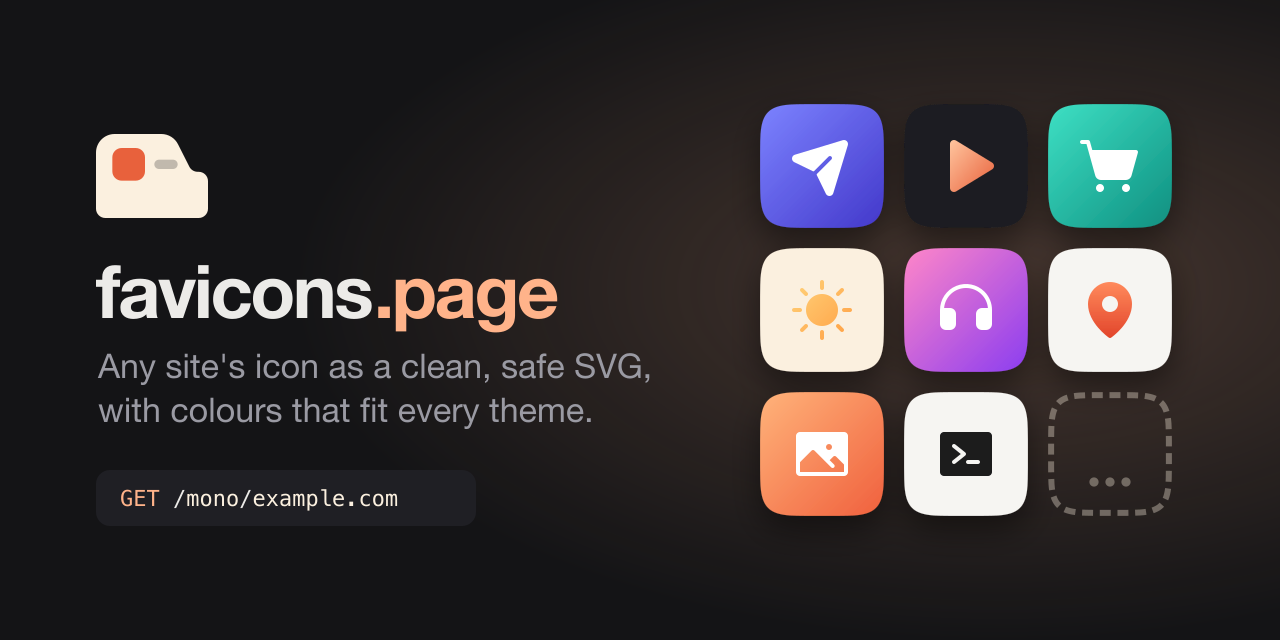 favicons.page
Any site's icon as a clean, safe SVG,
with colours that fit every theme.
GET /mono/example.com